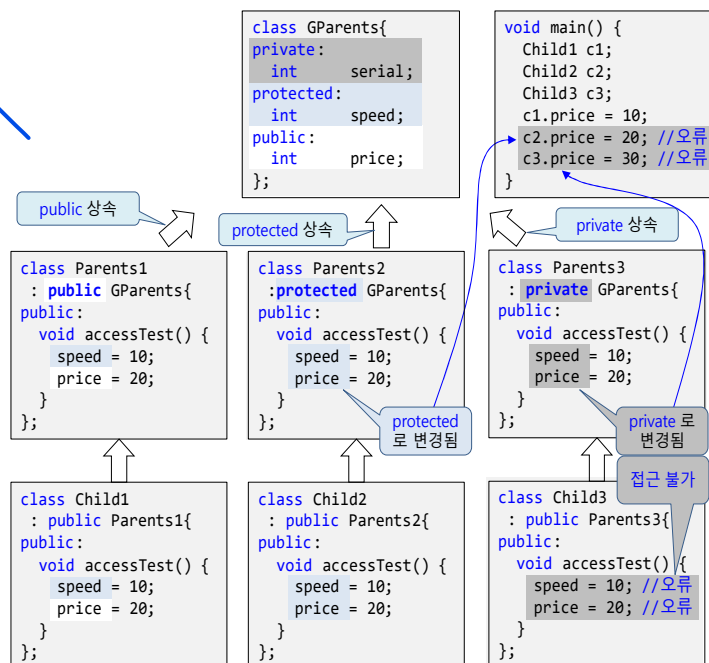 class GParents{
private:
  int     serial;
protected:
  int     speed;
public:
  int     price;
};
void main() {
  Child1 c1;
  Child2 c2;
  Child3 c3;
  c1.price = 10;
  c2.price = 20; //오류
  c3.price = 30; //오류
}
public 상속
protected 상속
private 상속
class Parents1
 : public GParents{
public:
  void accessTest() {
    speed = 10;
    price = 20;
  }
};
class Parents2
 :protected GParents{
public:
  void accessTest() {
    speed = 10;
    price = 20;
  }
};
protected
로 변경됨
class Parents3
 : private GParents{
public:
  void accessTest() {
    speed = 10;
    price = 20;
  }
};
private 로
변경됨
접근 불가
class Child1
 : public Parents1{
public:
  void accessTest() {
    speed = 10;
    price = 20;
  }
};
class Child2
 : public Parents2{
public:
  void accessTest() {
    speed = 10;
    price = 20;
  }
};
class Child3
 : public Parents3{
public:
  void accessTest() {
    speed = 10; //오류
    price = 20; //오류
  }
};